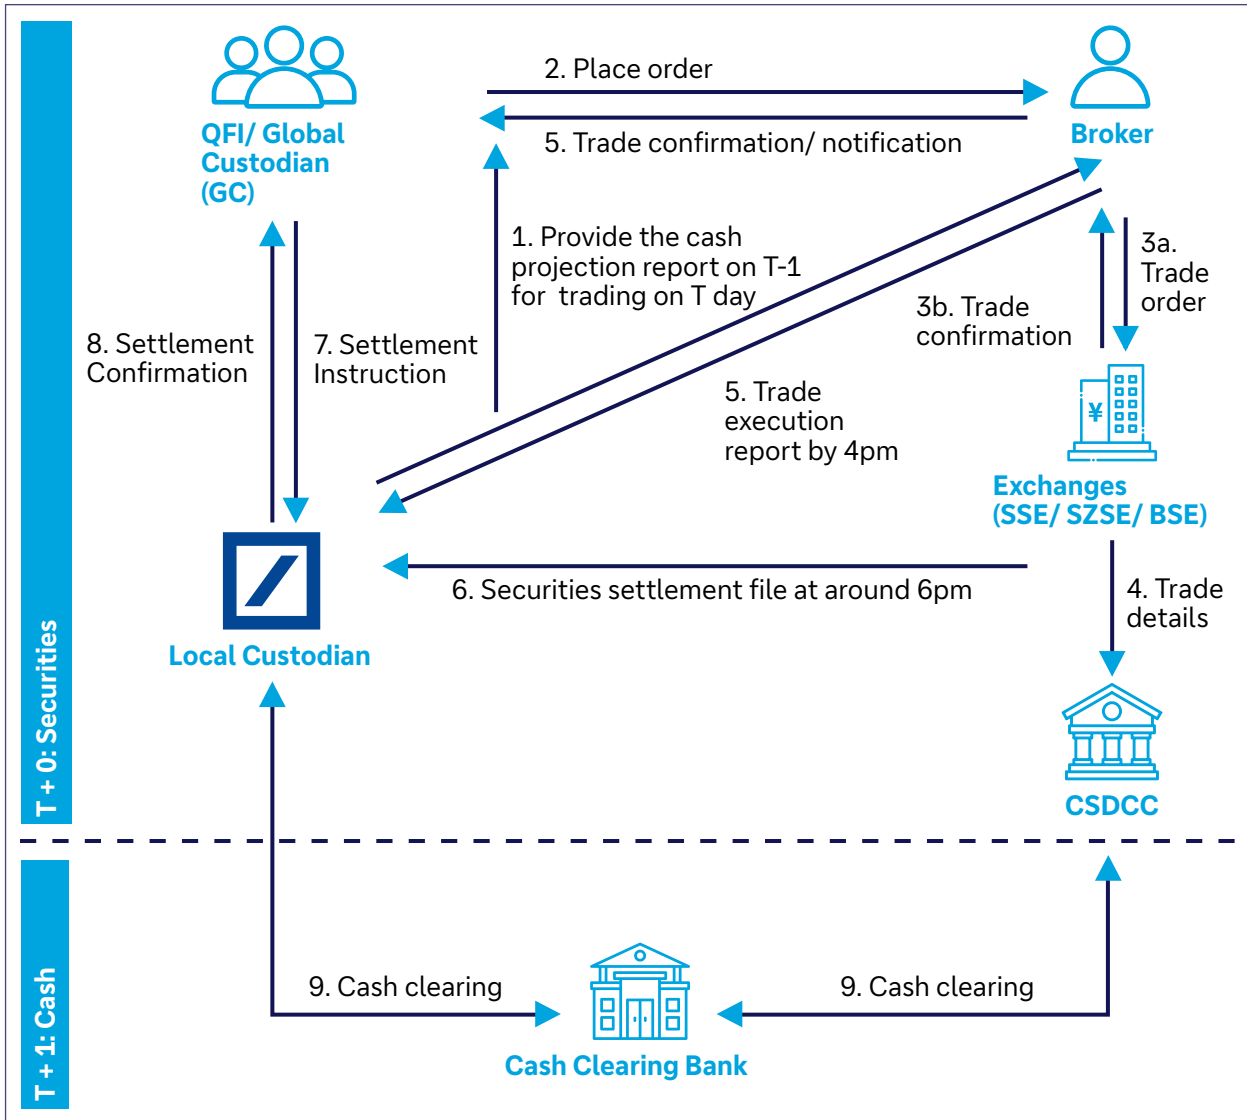 2. Place order
QFI/ Global
Custodian
(GC)
Broker
5. Trade confirmation/ notification
1. Provide the cash
projection report on T-1
for trading on T day
3a.
Trade
order
3b. Trade
confirmation
8. Settlement
Confirmation
7. Settlement
Instruction
5. Trade
execution
report by 4pm
¥
Exchanges
(SSE/ SZSE/ BSE)
6. Securities settlement file at around 6pm
4. Trade
details
Local Custodian
T + 0: Securities
CSDCC
9. Cash clearing
9. Cash clearing
Cash Clearing Bank
T + 1: Cash